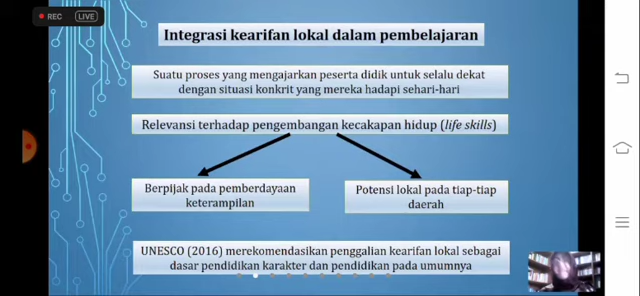 REC
LIVE
Integrasi kearifan lokal dalam pembelajaran
Suatu proses yang mengajarkan peserta didik untuk selalu dekat
dengan situasi konkrit yang mereka hadapi sehari-hari
Relevansi terhadap pengembangan kecakapan hidup (life skills)
Berpijak pada pemberdayaan
keterampilan
Potensi lokal pada tiap-tiap
daerah
UNESCO (2016) merekomendasikan penggalian kearifan lokal sebagai
dasar pendidikan karakter dan pendidikan pada umumnya